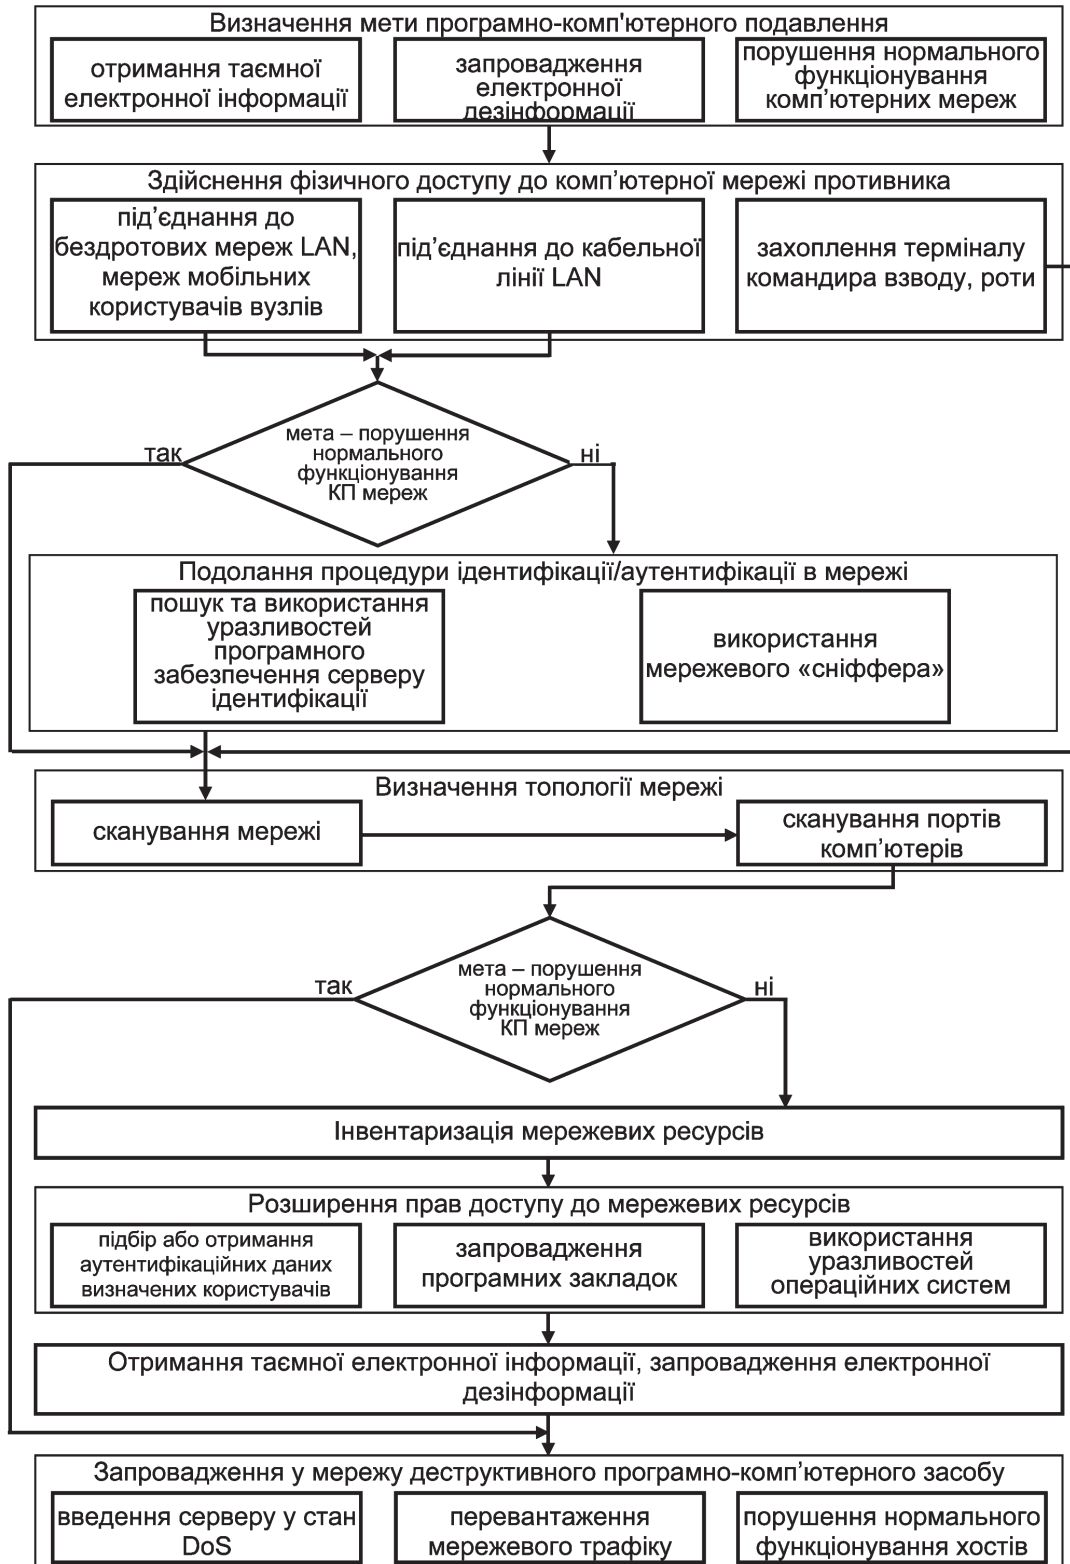 Визначення мети програмно-комп'ютерного подавлення
отримання таємної
електронної інформації
запровадження
електронної
дезінформації
порушення нормального
функціонування
комп’ютерних мереж
Здійснення фізичного доступу до комп’ютерної мережі противника
під’єднання до
бездротових мереж LAN,
мереж мобільних
користувачів вузлів
під’єднання до кабельної
лінії LAN
захоплення терміналу
командира взводу, роти
мета – порушення
нормального
функціонування
КП мереж
так
ні
Подолання процедури ідентифікації/аутентифікації в мережі
пошук та використання
уразливостей
програмного
забезпечення серверу
ідентифікації
використання
мережевого «сніффера»
Визначення топології мережі
сканування мережі
сканування портів
комп’ютерів
мета – порушення
нормального
функціонування
КП мереж
так
ні
Інвентаризація мережевих ресурсів
Розширення прав доступу до мережевих ресурсів
підбір або отримання
аутентифікаційних даних
визначених користувачів
запровадження
програмних закладок
використання
уразливостей
операційних систем
Отримання таємної електронної інформації, запровадження електронної
дезінформації
Запровадження у мережу деструктивного програмно-комп’ютерного засобу
введення серверу у стан
DoS
перевантаження
мережевого трафіку
порушення нормального
функціонування хостів